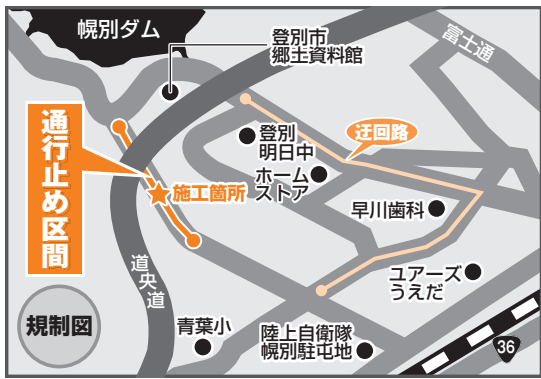 幌別ダム
登別市
郷土資料館
富士通
通行止め区間
登別
明日中
迂回路
ホーム
ストア
施工箇所
早川歯科
道央道
ユアーズ
うえだ
規制図
青葉小
陸上自衛隊
幌別駐屯地
36